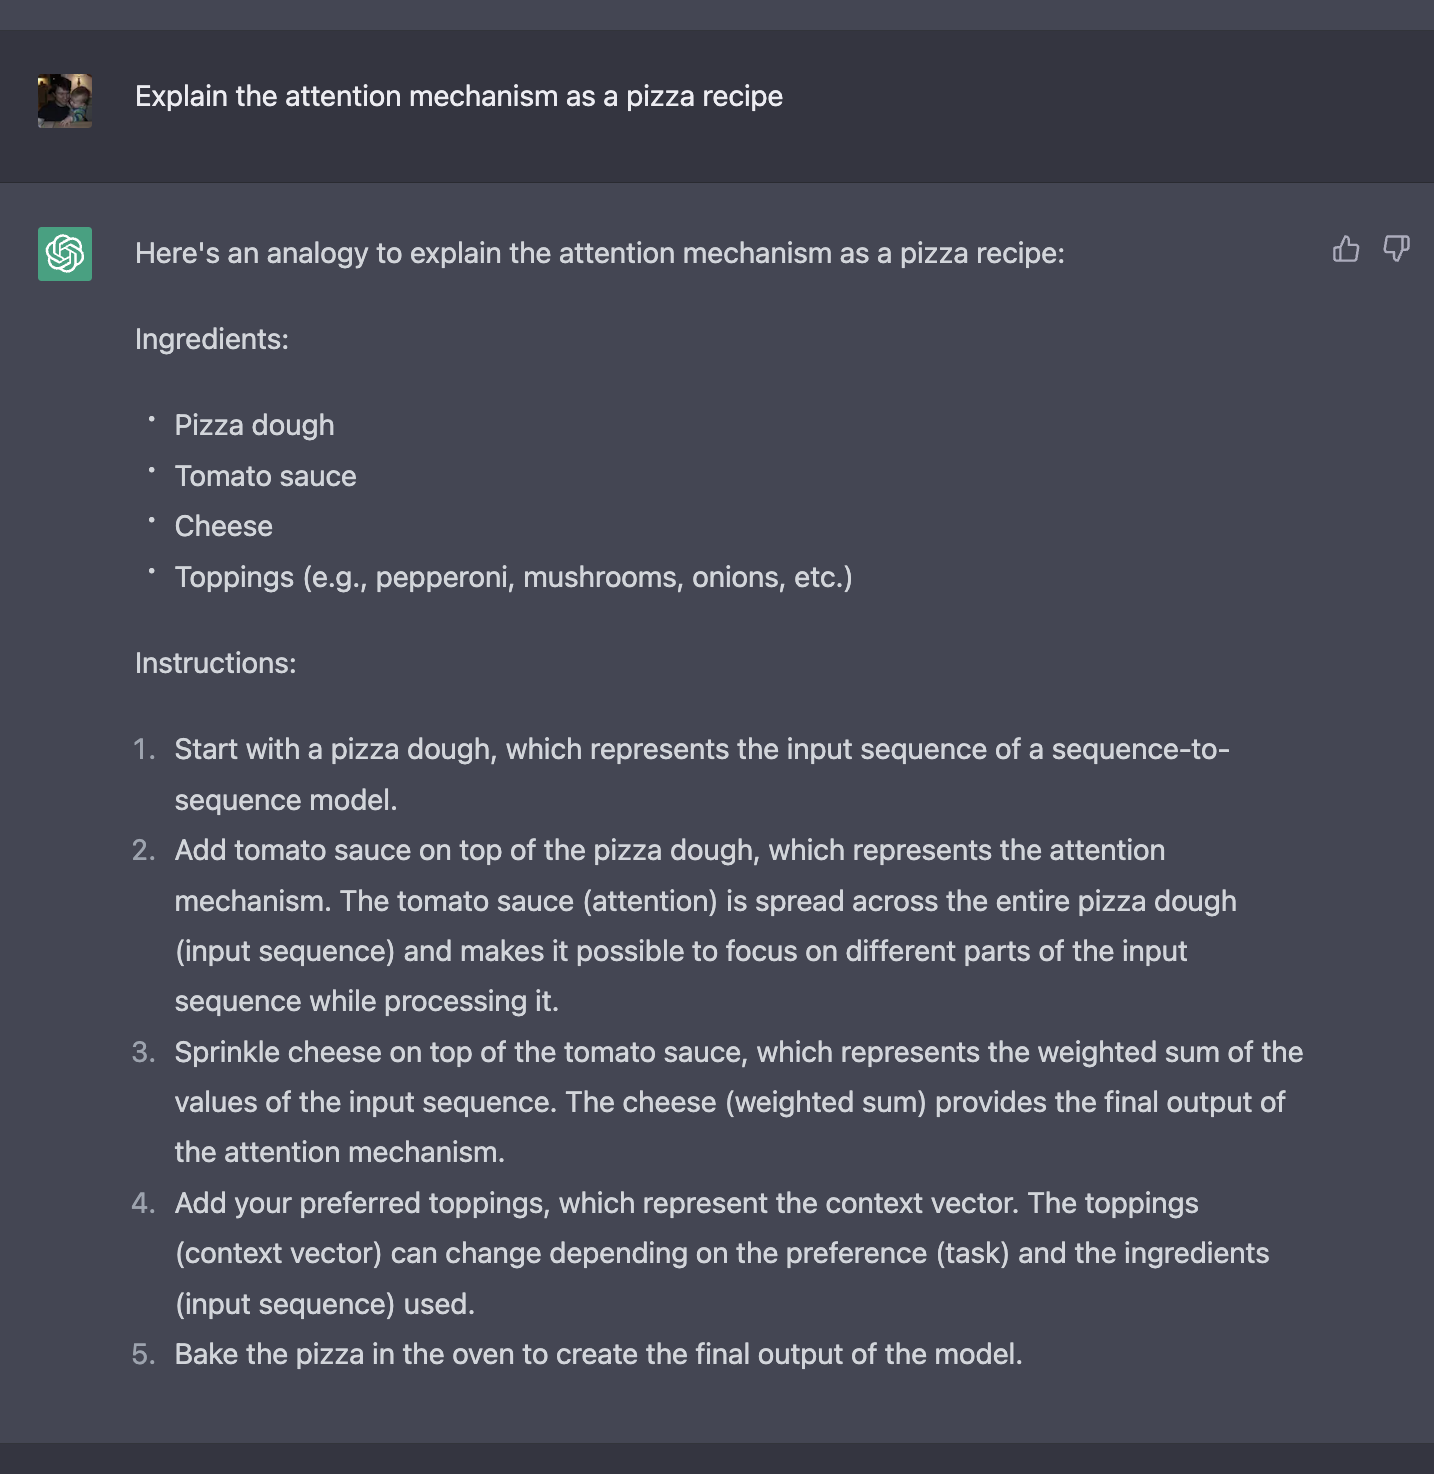 Explain the attention mechanism as a pizza recipe
Here's an analogy to explain the attention mechanism as a pizza recipe:
Ingredients:
• Pizza dough
• Tomato sauce
• Cheese
• Toppings (e.g., pepperoni, mushrooms, onions, etc.)
Instructions:
1. Start with a pizza dough, which represents the input sequence of a sequence-to-
sequence model.
2. Add tomato sauce on top of the pizza dough, which represents the attention
mechanism. The tomato sauce (attention) is spread across the entire pizza dough
(input sequence) and makes it possible to focus on different parts of the input
sequence while processing it.
3. Sprinkle cheese on top of the tomato sauce, which represents the weighted sum of the
values of the input sequence. The cheese (weighted sum) provides the final output of
the attention mechanism.
4. Add your preferred toppings, which represent the context vector. The toppings
(context vector) can change depending on the preference (task) and the ingredients
(input sequence) used.
5. Bake the pizza in the oven to create the final output of the model.